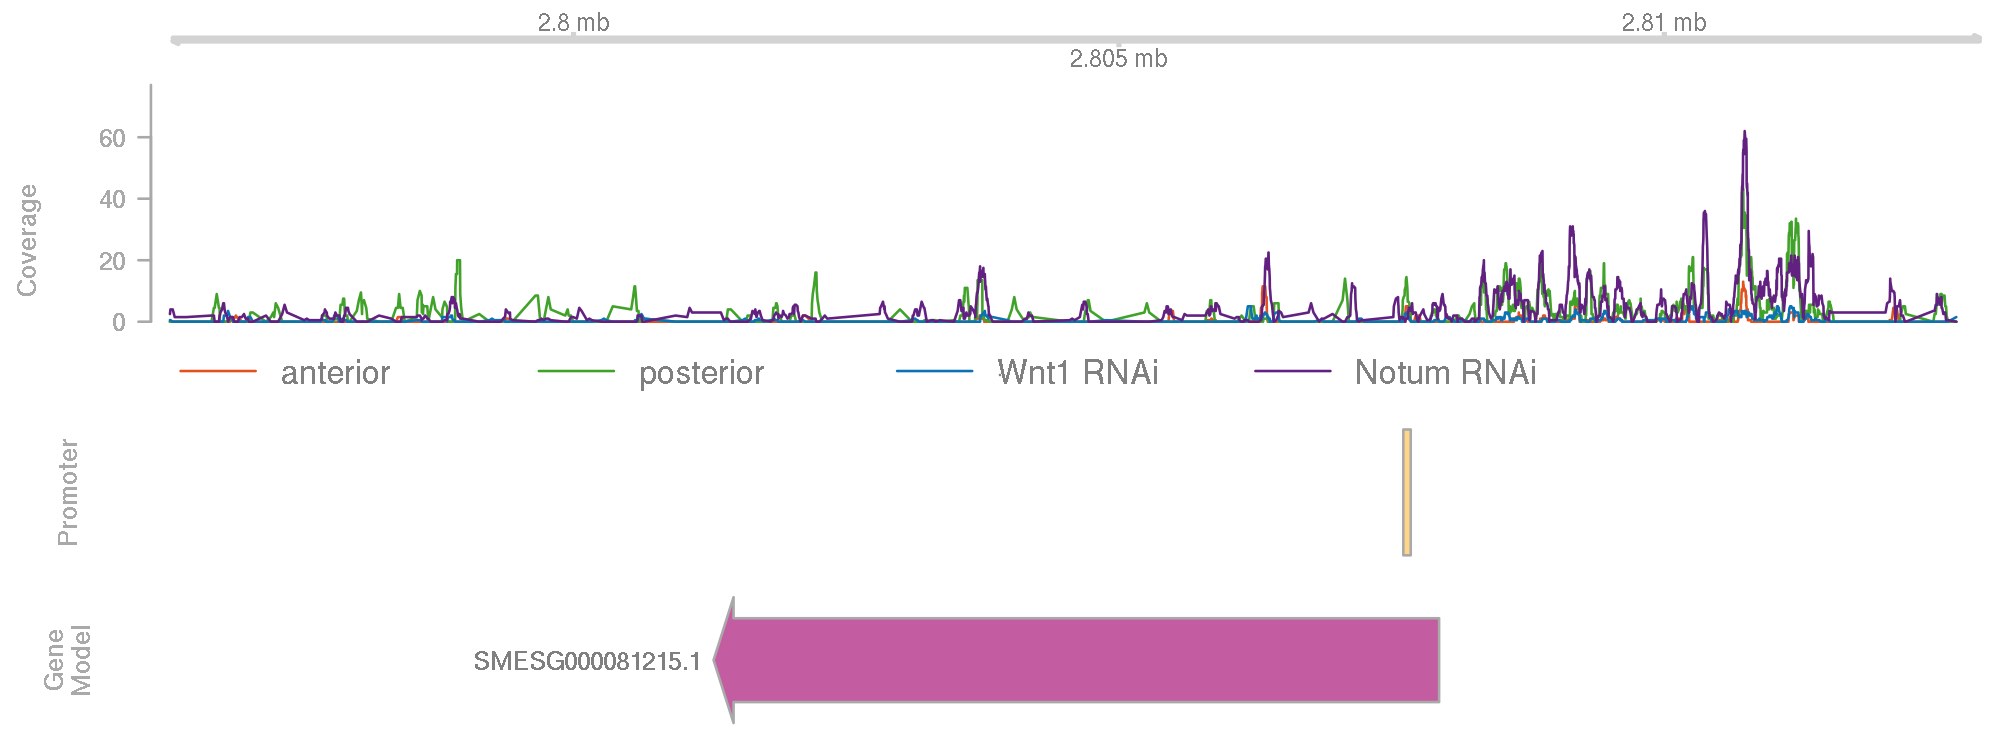 2.8 mb
2.81 mb
2.805 mb
Coverage
60
40
20
0
anterior
posterior
Wnt1 RNAi
Notum RNAi
Promoter
Gene
Model
SMESG000081215.1